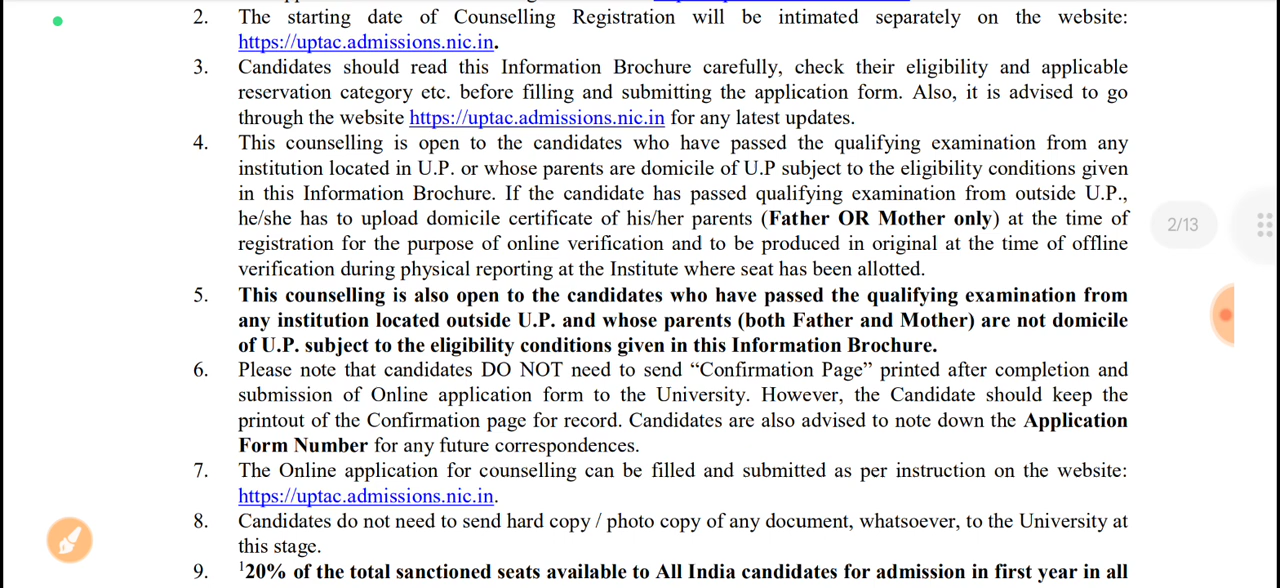 2. The starting date of Counselling Registration will be intimated separately on the website:
https://uptac.admissions.nic.in.
3. Candidates should read this Information Brochure carefully, check their eligibility and applicable
reservation category etc. before filling and submitting the application form. Also, it is advised to go
through the website https://uptac.admissions.nic.in for any latest updates.
4. This counselling is open to the candidates who have passed the qualifying examination from any
institution located in U.P. or whose parents are domicile of U.P subject to the eligibility conditions given
in this Information Brochure. If the candidate has passed qualifying examination from outside U.P.,
he/she has to upload domicile certificate of his/her parents (Father OR Mother only) at the time of
registration for the purpose of online verification and to be produced in original at the time of offline
verification during physical reporting at the Institute where seat has been allotted.
2/13
5. This counselling is also open to the candidates who have passed the qualifying examination from
any institution located outside U.P. and whose parents (both Father and Mother) are not domicile
of U.P. subject to the eligibility conditions given in this Information Brochure.
6. Please note that candidates DO NOT need to send “Confirmation Page” printed after completion and
submission of Online application form to the University. However, the Candidate should keep the
printout of the Confirmation page for record. Candidates are also advised to note down the Application
Form Number for any future correspondences.
7. The Online application for counselling can be filled and submitted as per instruction on the website:
https://uptac.admissions.nic.in.
8. Candidates do not need to send hard copy / photo copy of any document, whatsoever, to the University at
this stage.
9. ¹20% of the total sanctioned seats available to All India candidates for admission in first year in all